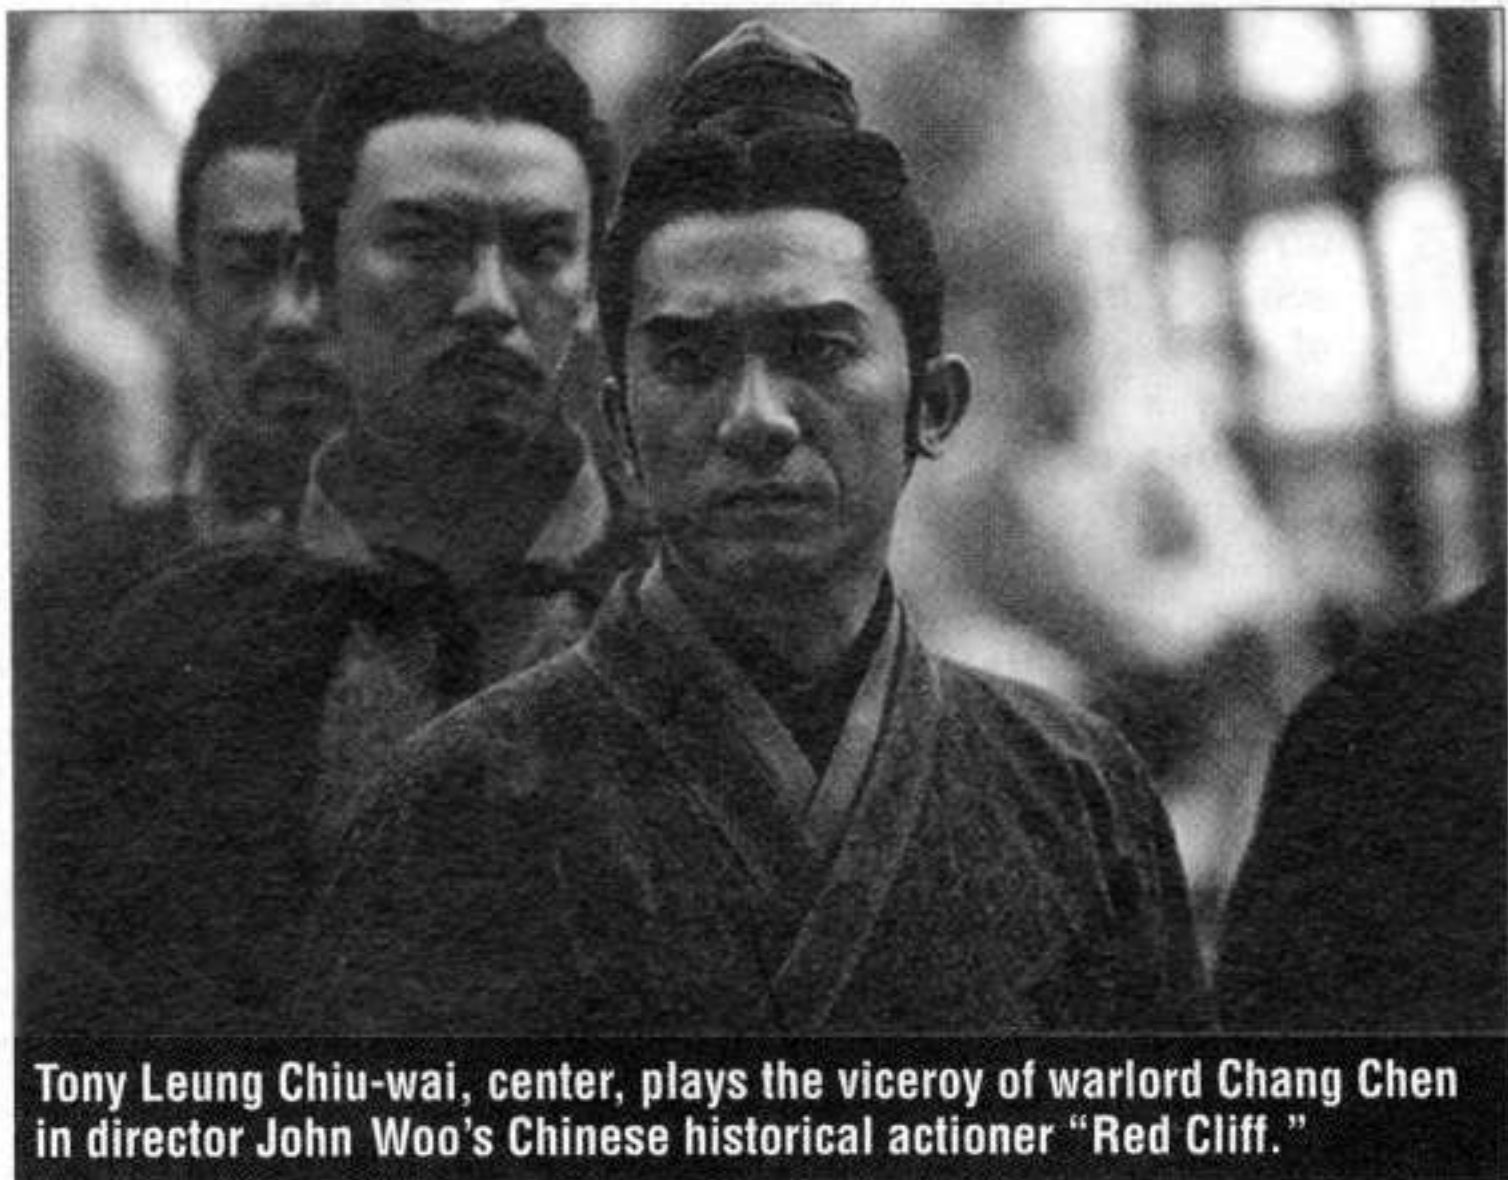 Tony Leung Chiu-wai, center, plays the viceroy of warlord Chang Chen
in director John Woo's Chinese historical actioner “Red Cliff.”